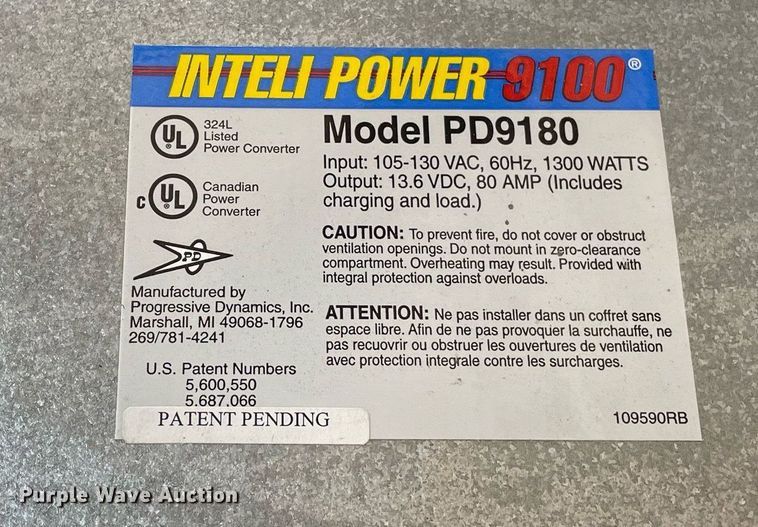 INTELI POWER 9100®
UL
324L
Listed
Power Converter
C UL
Canadian
Power
Converter
PD
Manufactured by
Progressive Dynamics, Inc.
Marshall, MI 49068-1796
269/781-4241
U.S. Patent Numbers
5,600,550
5,687,066
PATENT PENDING
Model PD9180
Input: 105-130 VAC, 60Hz, 1300 WATTS
Output: 13.6 VDC, 80 AMP (Includes
charging and load.)
CAUTION: To prevent fire, do not cover or obstruct
ventilation openings. Do not mount in zero-clearance
compartment. Overheating may result. Provided with
integral protection against overloads.
ATTENTION: Ne pas installer dans un coffret sans
espace libre. Afin de ne pas provoquer la surchauffe, ne
pas recuovrir ou obstruer les ouvertures de ventilation
avec protection integrale contre les surcharges.
109590RB
Purple Wave Auction